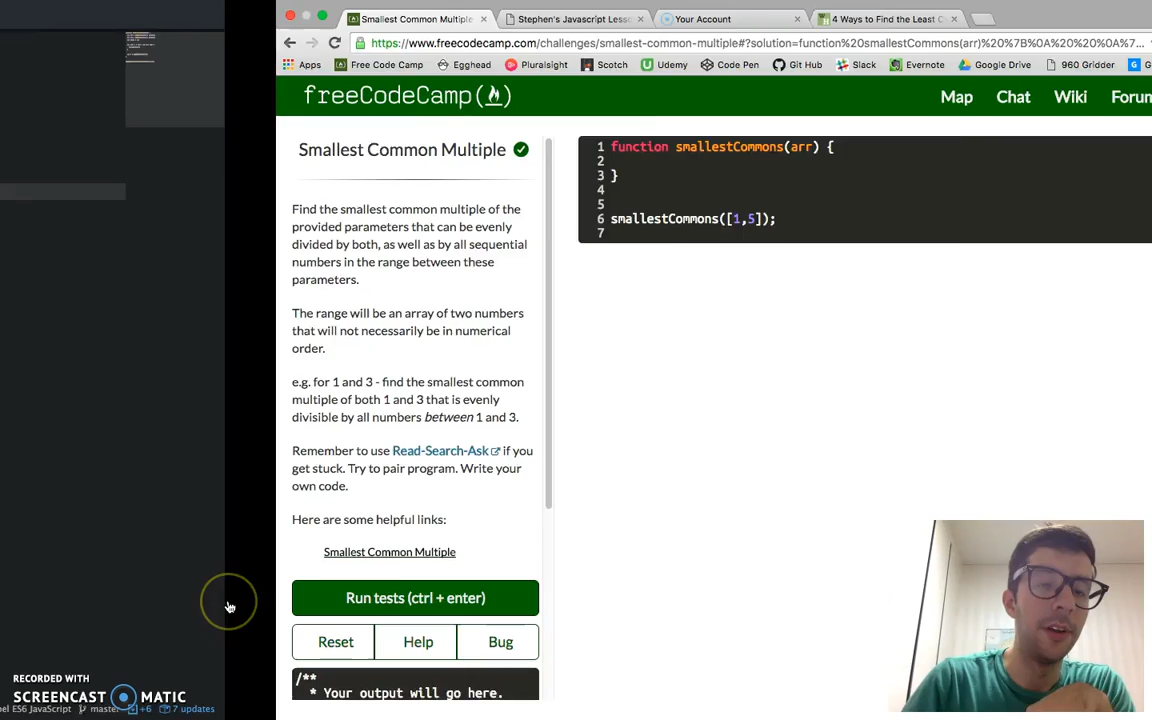 Smallest Common Multiple
Stephen's Javascript Lesso
Your Account
4 Ways to Find the Least C
https://www.freecodecamp.com/challenges/smallest-common-multiple#?solution=function%20smallestCommons(arr)%20%7B%0A%20%20%0A%7...
Apps Free Code Camp Egghead Pluralsight Scotch Udemy Code Pen Git Hub Slack Evernote Google Drive 960 Gridder G
freeCodeCamp
Map Chat Wiki Forum
Smallest Common Multiple
Find the smallest common multiple of the
provided parameters that can be evenly
divided by both, as well as by all sequential
numbers in the range between these
parameters.
The range will be an array of two numbers
that will not necessarily be in numerical
order.
e.g. for 1 and 3 - find the smallest common
multiple of both 1 and 3 that is evenly
divisible by all numbers between 1 and 3.
Remember to use Read-Search-Ask if you
get stuck. Try to pair program. Write your
own code.
Here are some helpful links:
Smallest Common Multiple
Run tests (ctrl + enter)
Reset Help Bug
/**
* Your output will go here.
1 function smallestCommons(arr) {
2
3 }
4
5
6 smallestCommons([1,5]);
7
RECORDED WITH
SCREENCAST MATIC
pel ES6 JavaScript master +6 7 updates